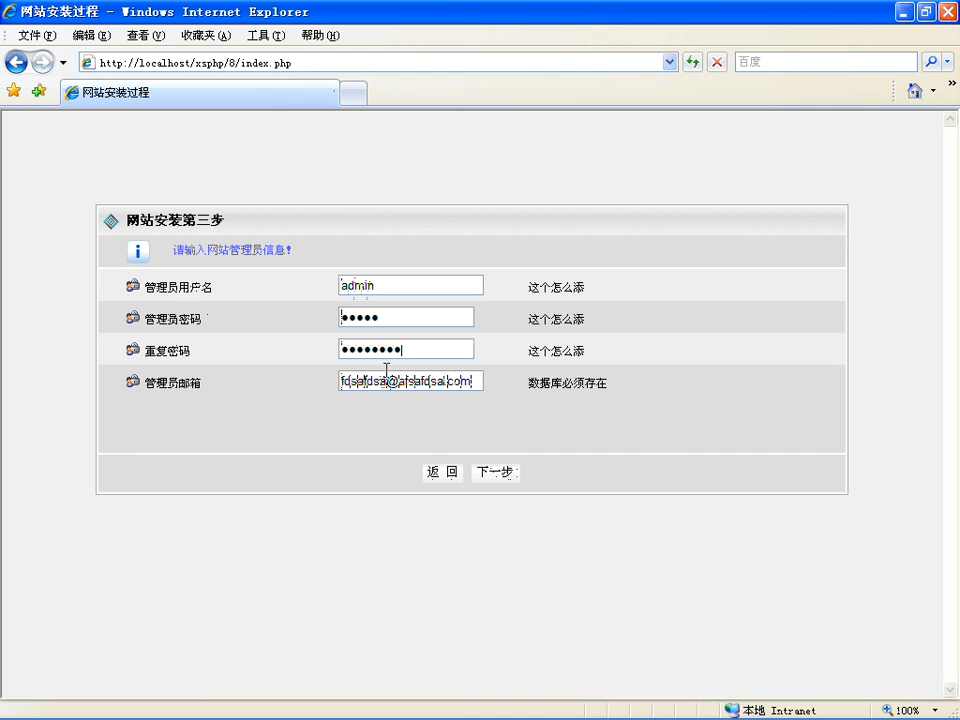 网站安装过程 - Windows Internet Explorer
文件(F) 编辑(E) 查看(V) 收藏夹(A) 工具(T) 帮助(H)
http://localhost/xsphp/8/index.php
百度
网站安装过程
网站安装第三步
请输入网站管理员信息!
管理员用户名 admin 这个怎么添
管理员密码 ●●●●● 这个怎么添
重复密码 ●●●●●●●● 这个怎么添
管理员邮箱 数据库必须存在
返 回 下一步
本地 Intranet 100%